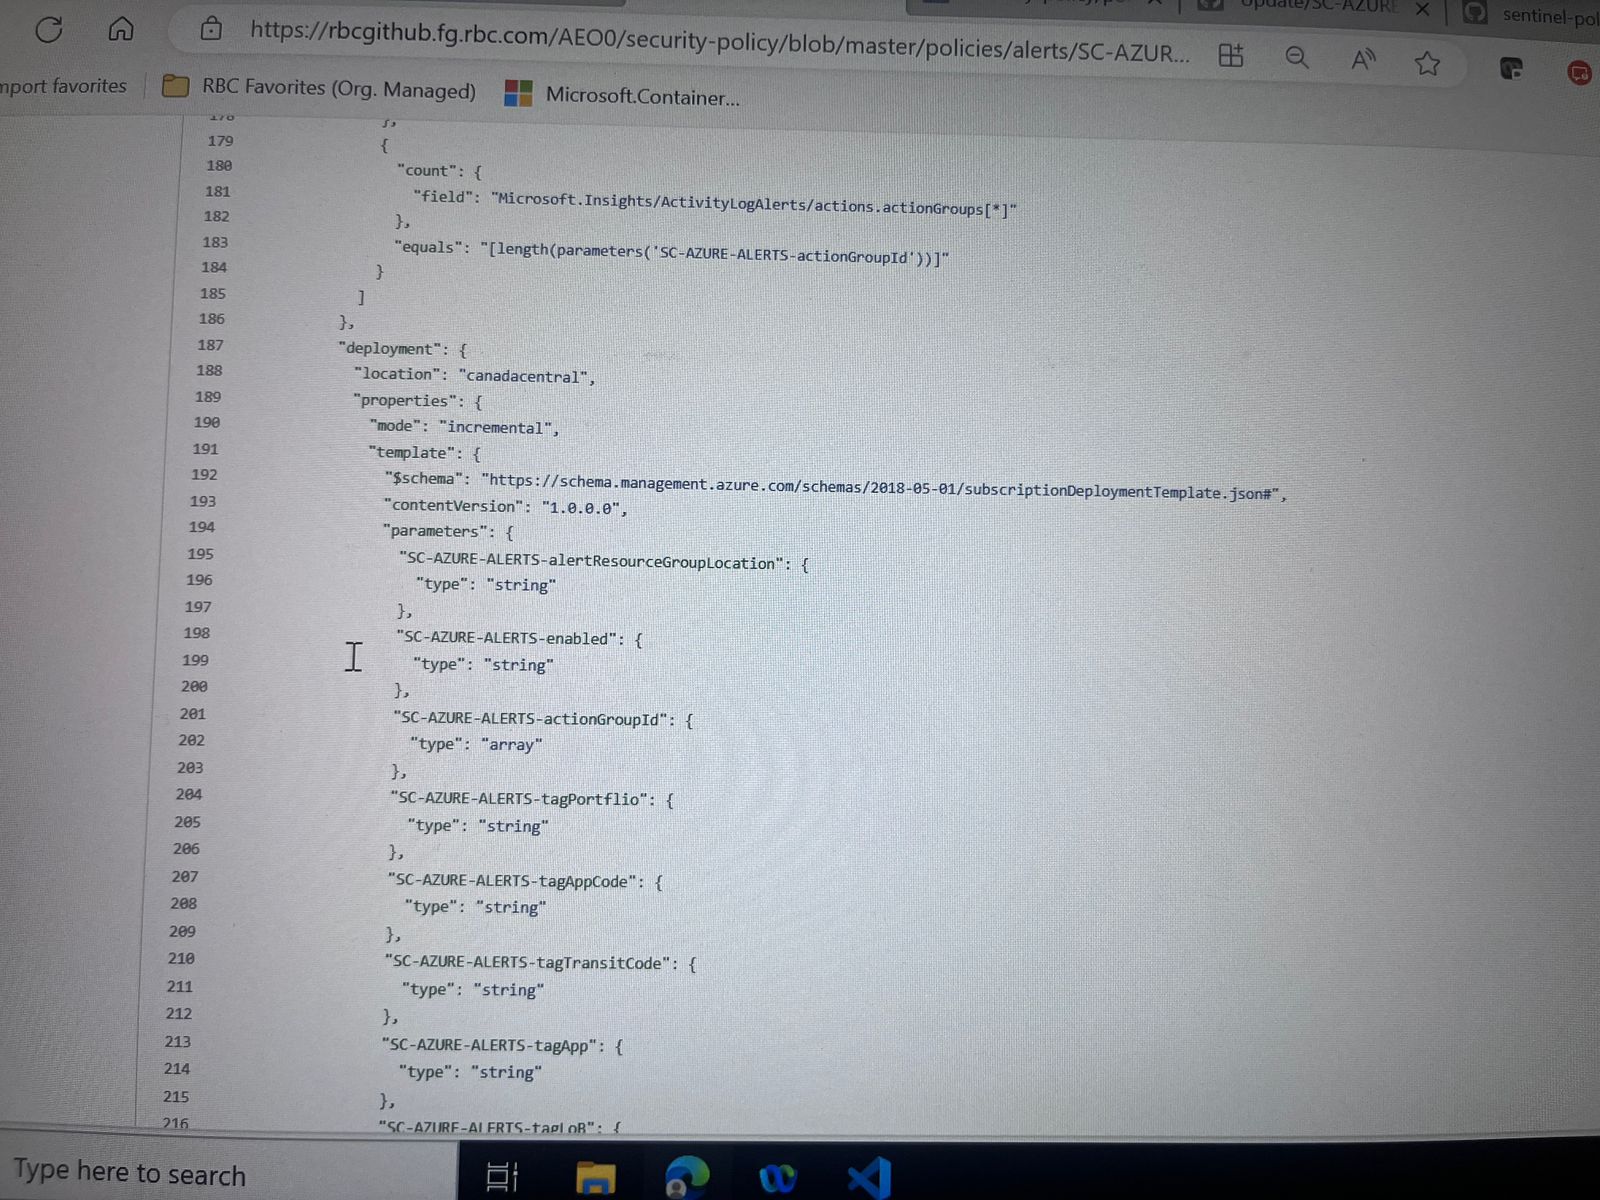 Update/SC-AZURE
sentinel-pol
https://rbcgithub.fg.rbc.com/AEO0/security-policy/blob/master/policies/alerts/SC-AZUR...
mport favorites
RBC Favorites (Org. Managed)
Microsoft.Container...
178 },
179 {
180 "count": {
181 "field": "Microsoft.Insights/ActivityLogAlerts/actions.actionGroups[*]"
182 },
183 "equals": "[length(parameters('SC-AZURE-ALERTS-actionGroupId'))]"
184 }
185 ]
186 },
187 "deployment": {
188 "location": "canadacentral",
189 "properties": {
190 "mode": "incremental",
191 "template": {
192 "$schema": "https://schema.management.azure.com/schemas/2018-05-01/subscriptionDeploymentTemplate.json#",
193 "contentVersion": "1.0.0.0",
194 "parameters": {
195 "SC-AZURE-ALERTS-alertResourceGroupLocation": {
196 "type": "string"
197 },
198 "SC-AZURE-ALERTS-enabled": {
199 "type": "string"
200 },
201 "SC-AZURE-ALERTS-actionGroupId": {
202 "type": "array"
203 },
204 "SC-AZURE-ALERTS-tagPortflio": {
205 "type": "string"
206 },
207 "SC-AZURE-ALERTS-tagAppCode": {
208 "type": "string"
209 },
210 "SC-AZURE-ALERTS-tagTransitCode": {
211 "type": "string"
212 },
213 "SC-AZURE-ALERTS-tagApp": {
214 "type": "string"
215 },
216 "SC-AZURE-ALERTS-tagLoB": {
Type here to search